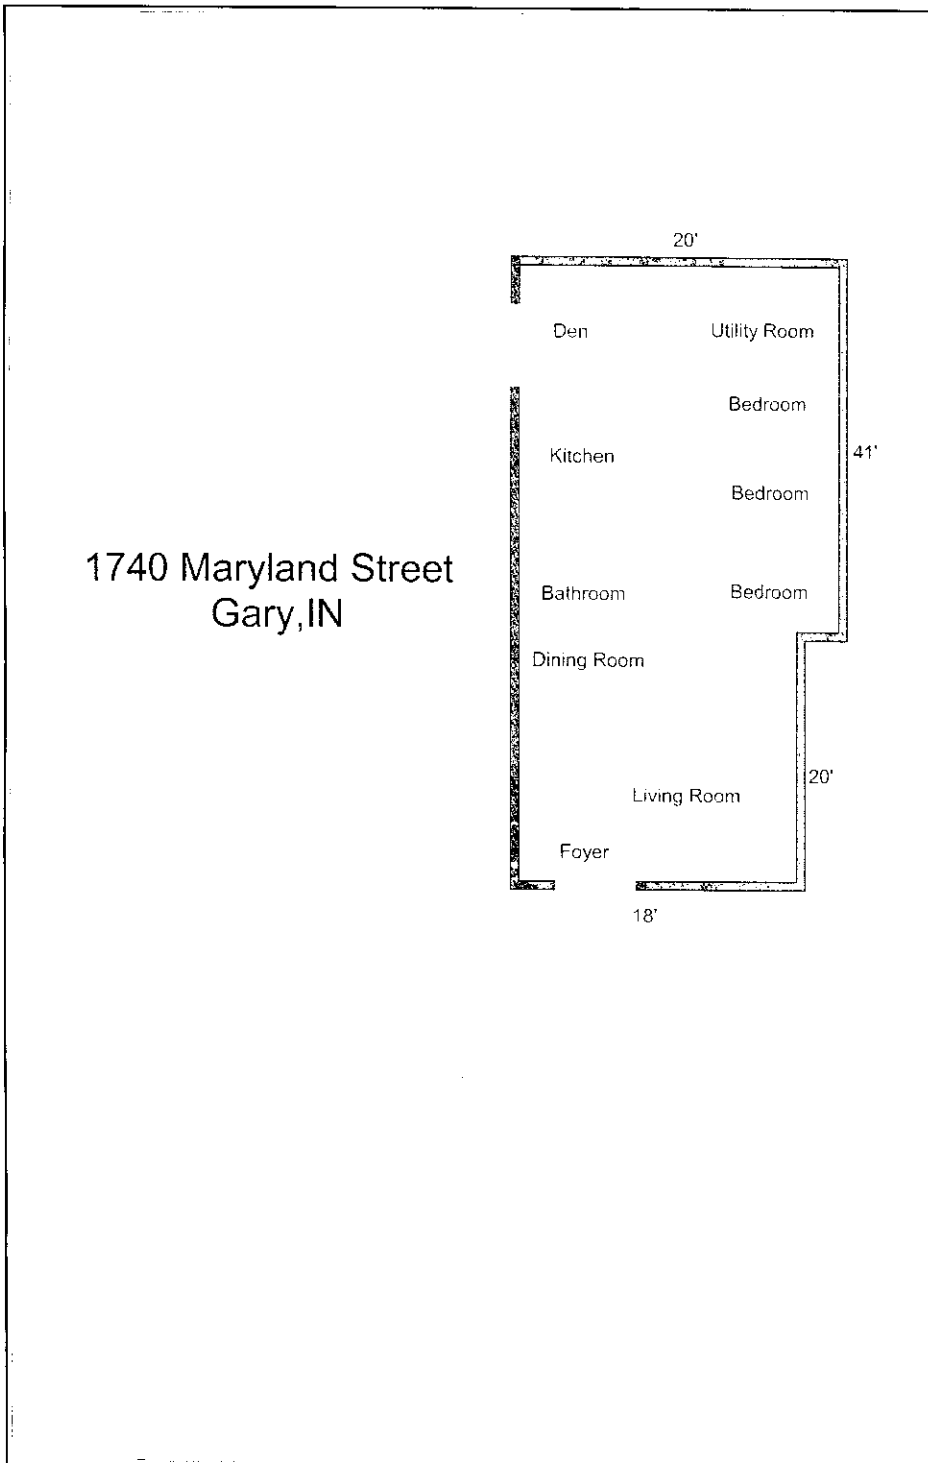 20'
Den
Utility Room
Bedroom
Kitchen
41'
Bedroom
1740 Maryland Street
Gary,IN
Bathroom
Bedroom
Dining Room
20'
Living Room
Foyer
18'